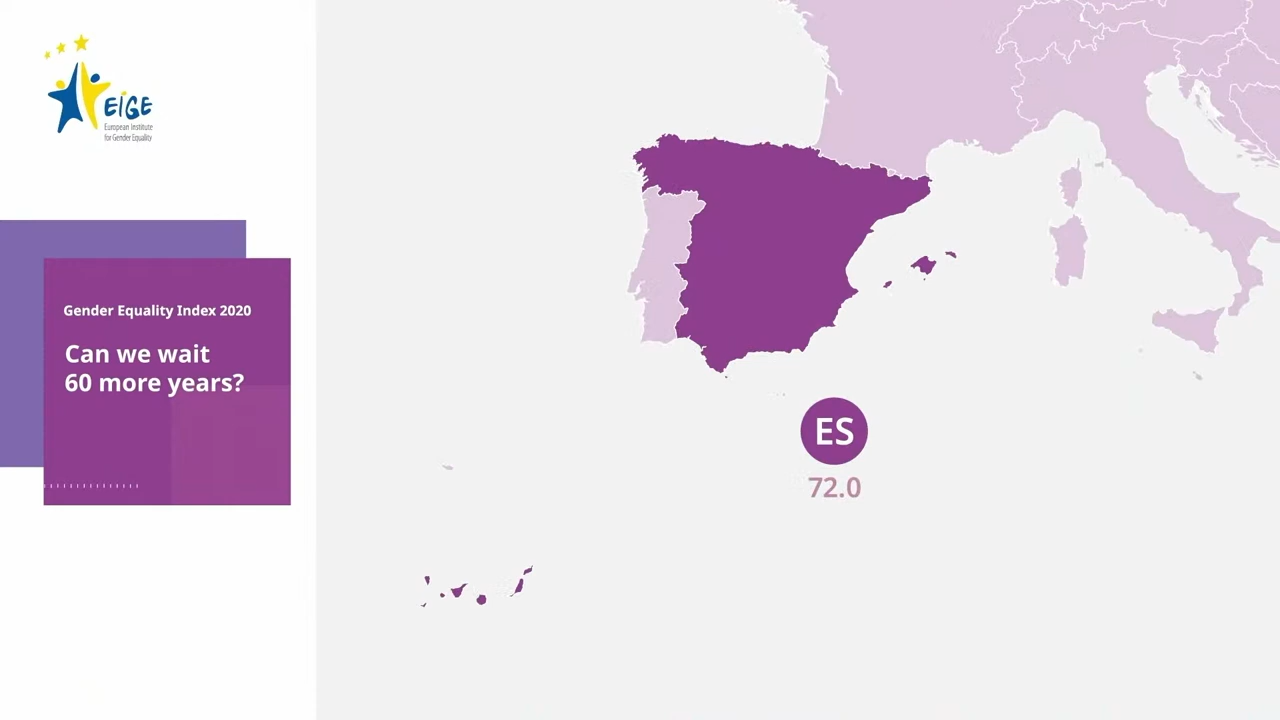 EIGE
European Institute
for Gender Equality
Gender Equality Index 2020
Can we wait
60 more years?
ES
72.0